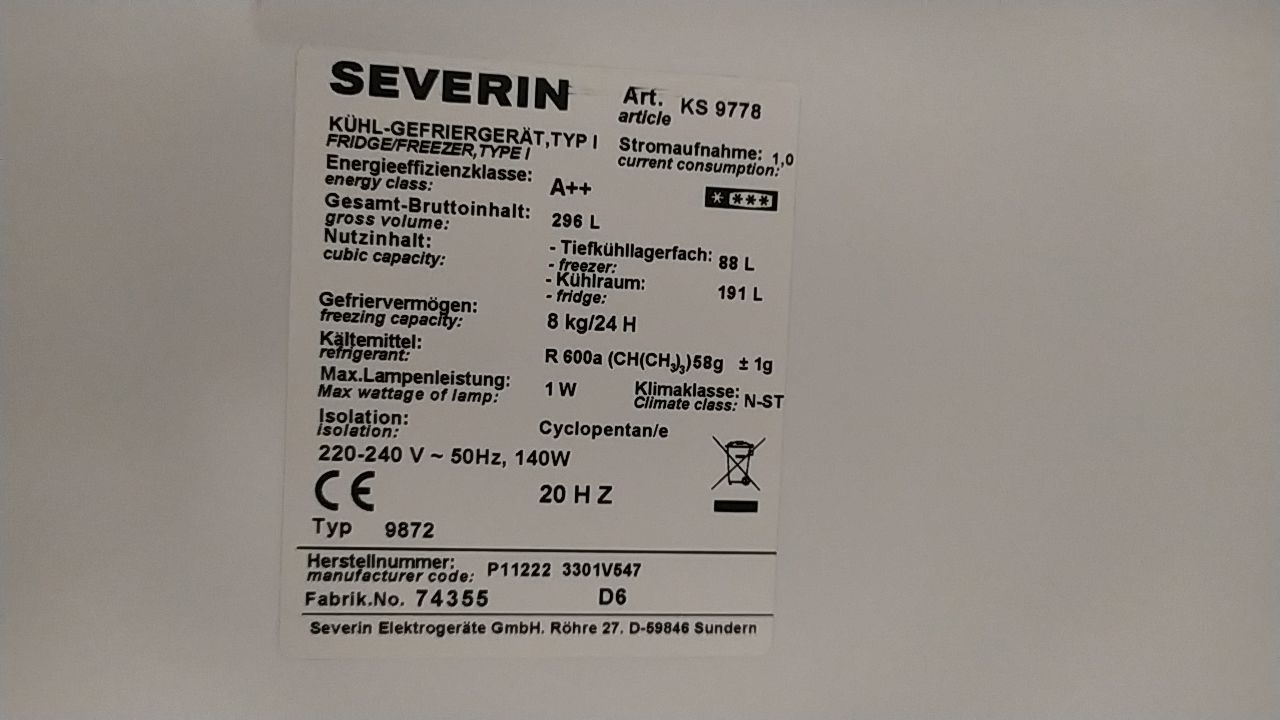 SEVERIN
Art. KS 9778
article
KÜHL-GEFRIERGERÄT,TYP I
FRIDGE/FREEZER,TYPE I
Stromaufnahme: 1,0
current consumption:
Energieeffizienzklasse: A++
energy class:
* ***
Gesamt-Bruttoinhalt: 296 L
gross volume:
Nutzinhalt: - Tiefkühllagerfach: 88 L
cubic capacity: - freezer:
- Kühlraum: 191 L
- fridge:
Gefriervermögen: 8 kg/24 H
freezing capacity:
Kältemittel: R 600a (CH(CH3)3)58g ± 1g
refrigerant:
Max.Lampenleistung: 1 W Klimaklasse: N-ST
Max wattage of lamp: Climate class:
Isolation: Cyclopentan/e
isolation:
220-240 V ~ 50Hz, 140W
CE 20 H Z
Typ 9872
Herstellnummer: P11222 3301V547
manufacturer code:
Fabrik.No. 74355 D6
Severin Elektrogeräte GmbH. Röhre 27. D-59846 Sundern